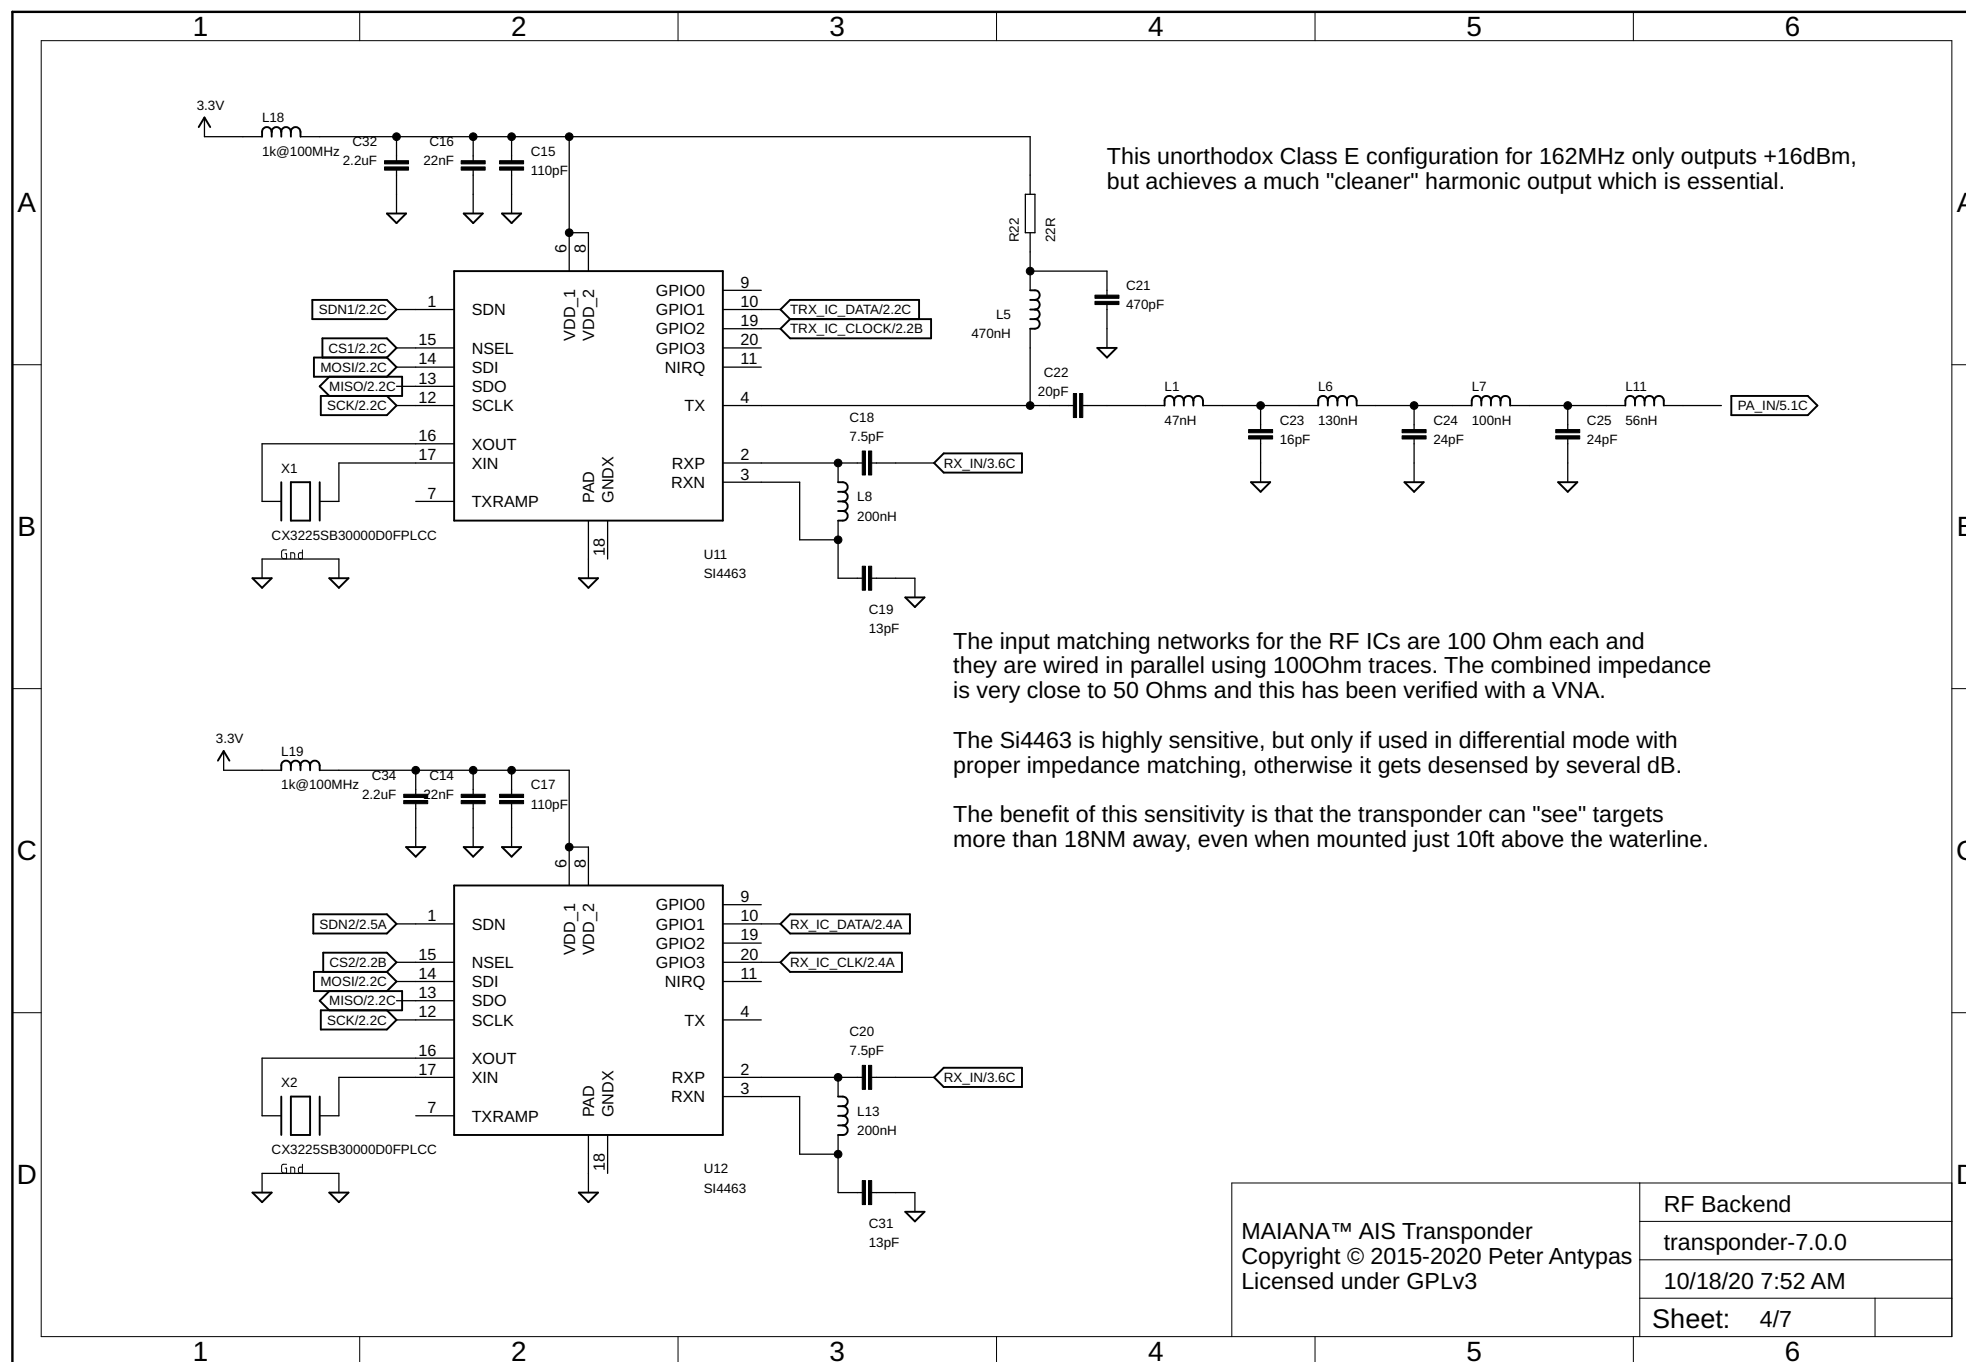 1 2 3 4 5 6
A A
B B
C C
D D
3.3V
L18
1k@100MHz
C32
2.2uF
C16
22nF
C15
110pF
This unorthodox Class E configuration for 162MHz only outputs +16dBm,
but achieves a much "cleaner" harmonic output which is essential.
R22
22R
C21
470pF
L5
470nH
6 8
VDD_1
VDD_2
SDN1/2.2C 1 SDN
CS1/2.2C 15 NSEL
MOSI/2.2C 14 SDI
MISO/2.2C 13 SDO
SCK/2.2C 12 SCLK
16 XOUT
17 XIN
7 TXRAMP
GPIO0 9
GPIO1 10 TRX_IC_DATA/2.2C
GPIO2 19 TRX_IC_CLOCK/2.2B
GPIO3 20
NIRQ 11
TX 4
RXP 2
RXN 3
PAD
GNDX
18
X1
CX3225SB30000D0FPLCC
Gnd
U11
SI4463
C22
20pF
L1
47nH
C23
16pF
L6
130nH
C24
24pF
L7
100nH
C25
24pF
L11
56nH
PA_IN/5.1C
C18
7.5pF
RX_IN/3.6C
L8
200nH
C19
13pF
The input matching networks for the RF ICs are 100 Ohm each and
they are wired in parallel using 100Ohm traces. The combined impedance
is very close to 50 Ohms and this has been verified with a VNA.
The Si4463 is highly sensitive, but only if used in differential mode with
proper impedance matching, otherwise it gets desensed by several dB.
The benefit of this sensitivity is that the transponder can "see" targets
more than 18NM away, even when mounted just 10ft above the waterline.
3.3V
L19
1k@100MHz
C34
2.2uF
C14
22nF
C17
110pF
6 8
VDD_1
VDD_2
SDN2/2.5A 1 SDN
CS2/2.2B 15 NSEL
MOSI/2.2C 14 SDI
MISO/2.2C 13 SDO
SCK/2.2C 12 SCLK
16 XOUT
17 XIN
7 TXRAMP
GPIO0 9
GPIO1 10 RX_IC_DATA/2.4A
GPIO2 19
GPIO3 20 RX_IC_CLK/2.4A
NIRQ 11
TX 4
RXP 2
RXN 3
PAD
GNDX
18
X2
CX3225SB30000D0FPLCC
Gnd
U12
SI4463
C20
7.5pF
RX_IN/3.6C
L13
200nH
C31
13pF
MAIANA™ AIS Transponder
Copyright © 2015-2020 Peter Antypas
Licensed under GPLv3
RF Backend
transponder-7.0.0
10/18/20 7:52 AM
Sheet: 4/7
1 2 3 4 5 6